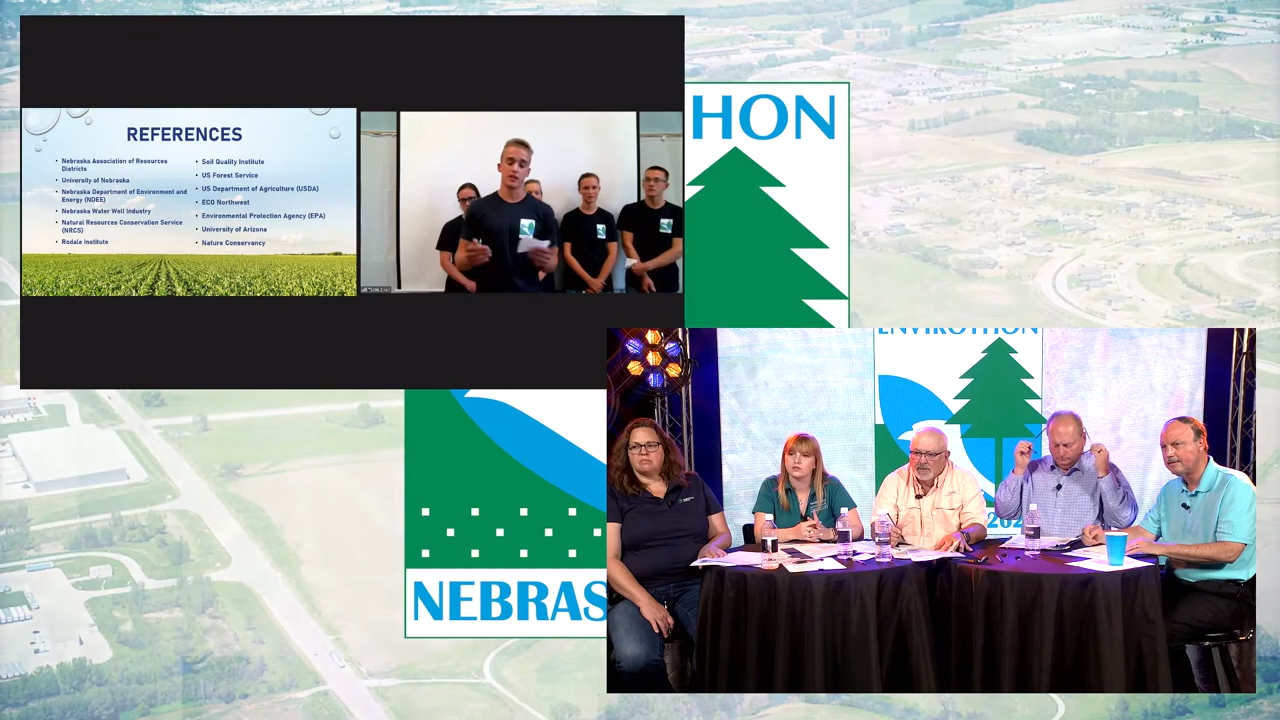 REFERENCES
• Nebraska Association of Resources
Districts
• University of Nebraska
• Nebraska Department of Environment and
Energy (NDEE)
• Nebraska Water Well Industry
• Natural Resources Conservation Service
(NRCS)
• Rodale Institute
• Soil Quality Institute
• US Forest Service
• US Department of Agriculture (USDA)
• ECO Northwest
• Environmental Protection Agency (EPA)
• University of Arizona
• Nature Conservancy
HON
ENVIROTHON
202
NEBRAS